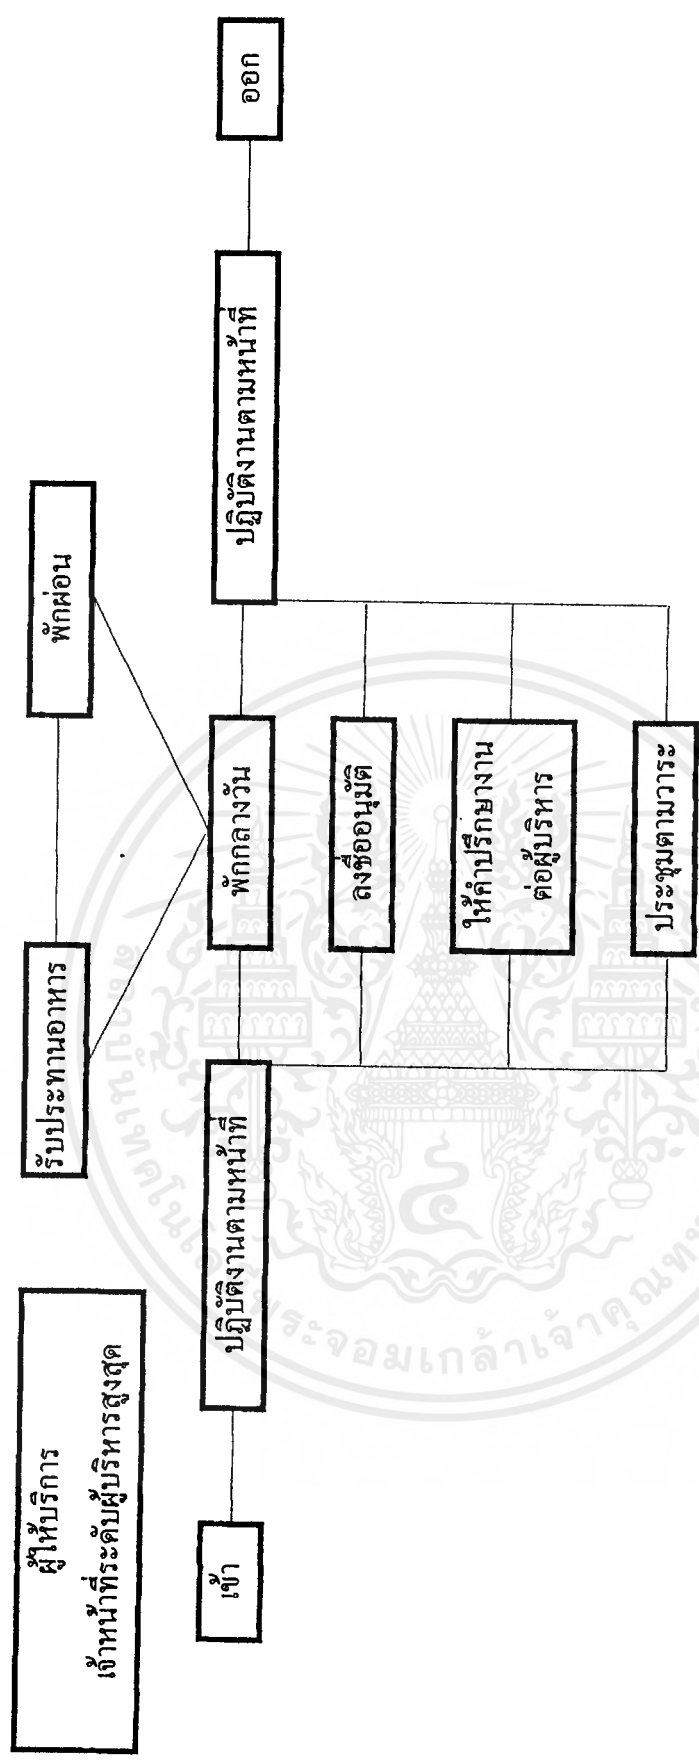 ผู้ให้บริการ
เจ้าหน้าที่ระดับผู้บริหารสูงสุด
รับประทานอาหาร
พักผ่อน
เข้า
ปฏิบัติงานตามหน้าที่
พักกลางวัน
ปฏิบัติงานตามหน้าที่
ออก
ลงชื่ออนุมัติ
ให้คำปรึกษางาน
ต่อผู้บริหาร
ประชุมตามวาระ